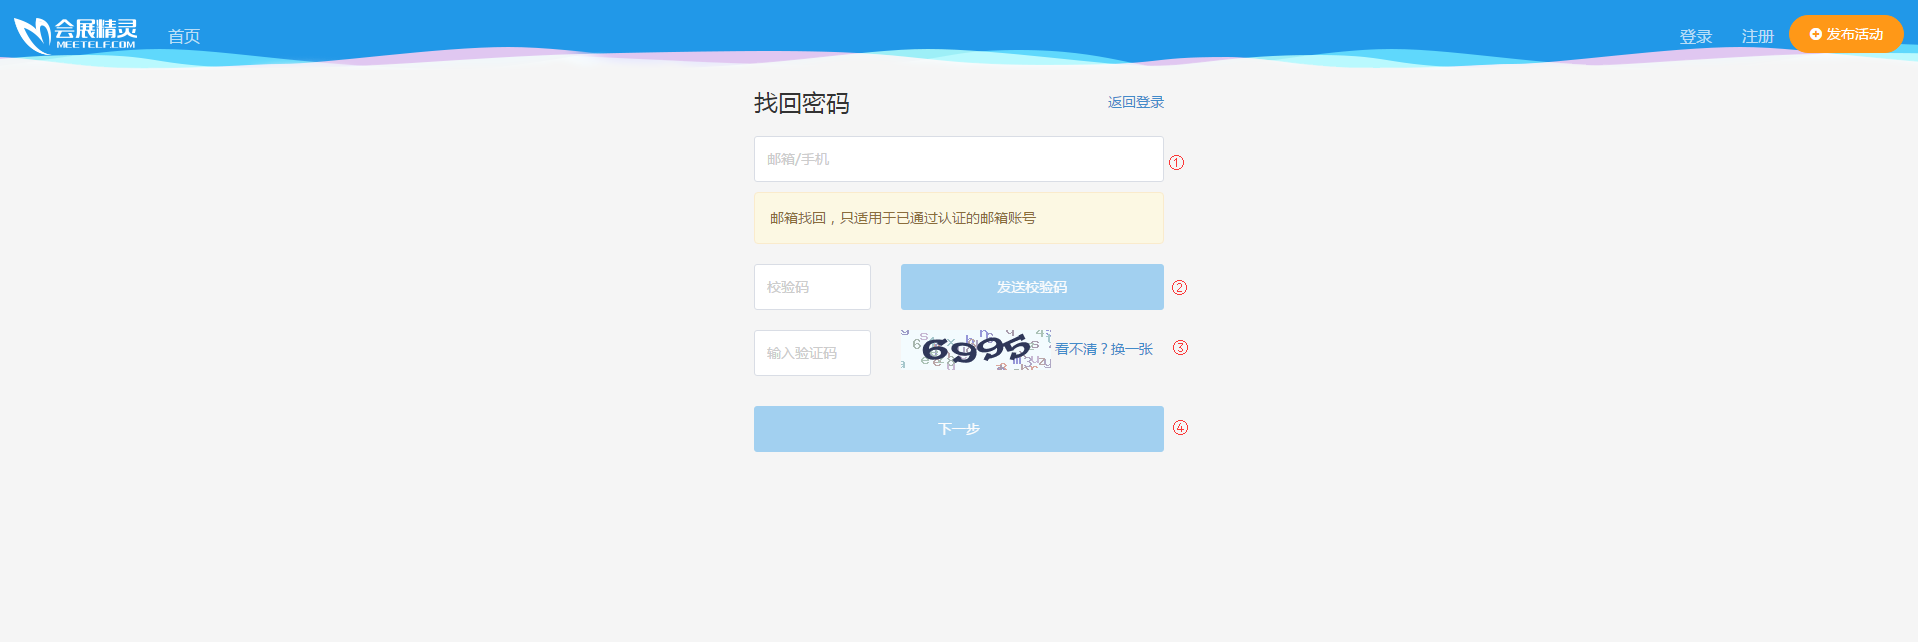 会展精灵
MEETELF.COM
首页
登录
注册
发布活动
找回密码
返回登录
邮箱/手机
①
邮箱找回，只适用于已通过认证的邮箱账号
校验码
发送校验码
②
输入验证码
6995
看不清？换一张
③
下一步
④